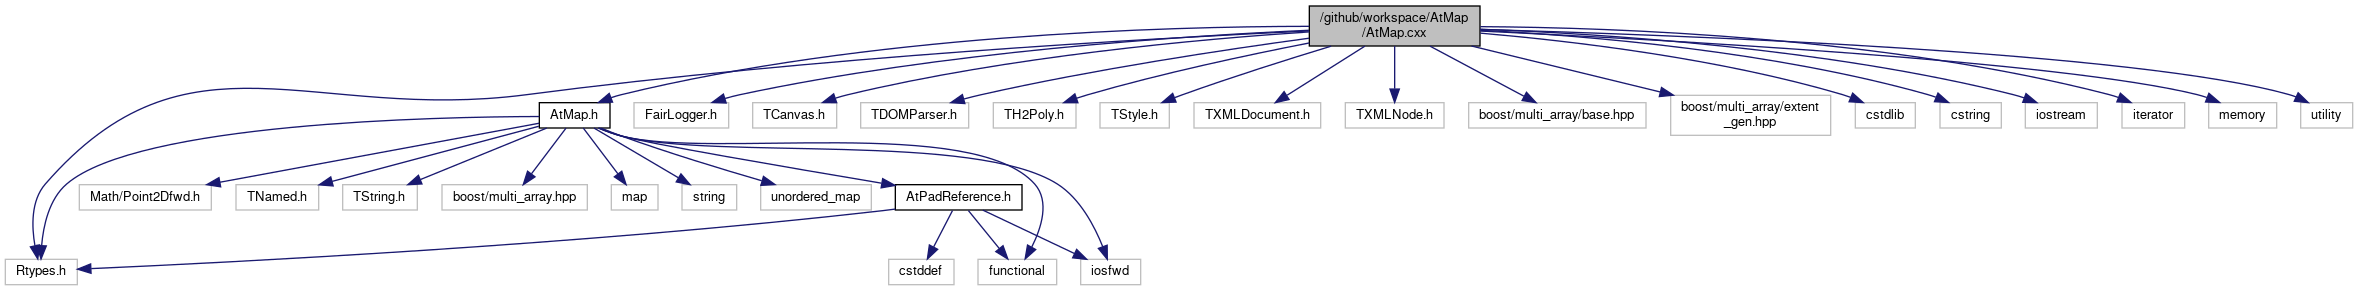 /github/workspace/AtMap
/AtMap.cxx
AtMap.h
FairLogger.h
TCanvas.h
TDOMParser.h
TH2Poly.h
TStyle.h
TXMLDocument.h
TXMLNode.h
boost/multi_array/base.hpp
boost/multi_array/extent
_gen.hpp
cstdlib
cstring
iostream
iterator
memory
utility
Math/Point2Dfwd.h
TNamed.h
TString.h
boost/multi_array.hpp
map
string
unordered_map
AtPadReference.h
Rtypes.h
cstddef
functional
iosfwd